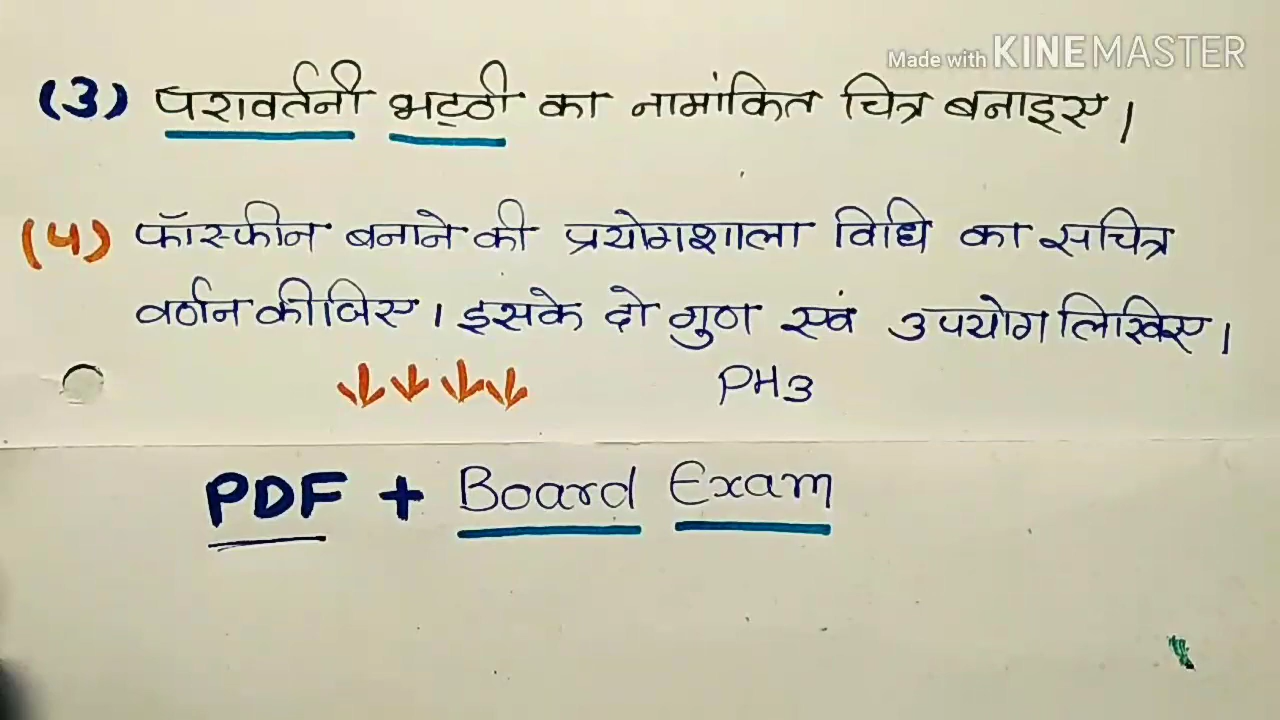 Made with KINEMASTER
(3) परावर्तनी भट्ठी का नामांकित चित्र बनाइए।
(4) फॉस्फीन बनाने की प्रयोगशाला विधि का सचित्र
वर्णन कीजिए। इसके दो गुण एवं उपयोग लिखिए।
PH3
PDF + Board Exam